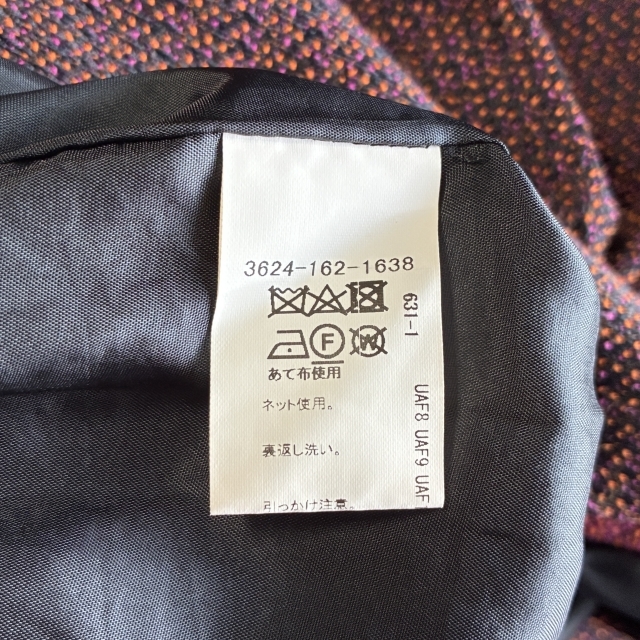 3624-162-1638
631-1
F W
あて布使用
ネット使用。
裏返し洗い。
引っかけ注意。
UAF8 UAF9